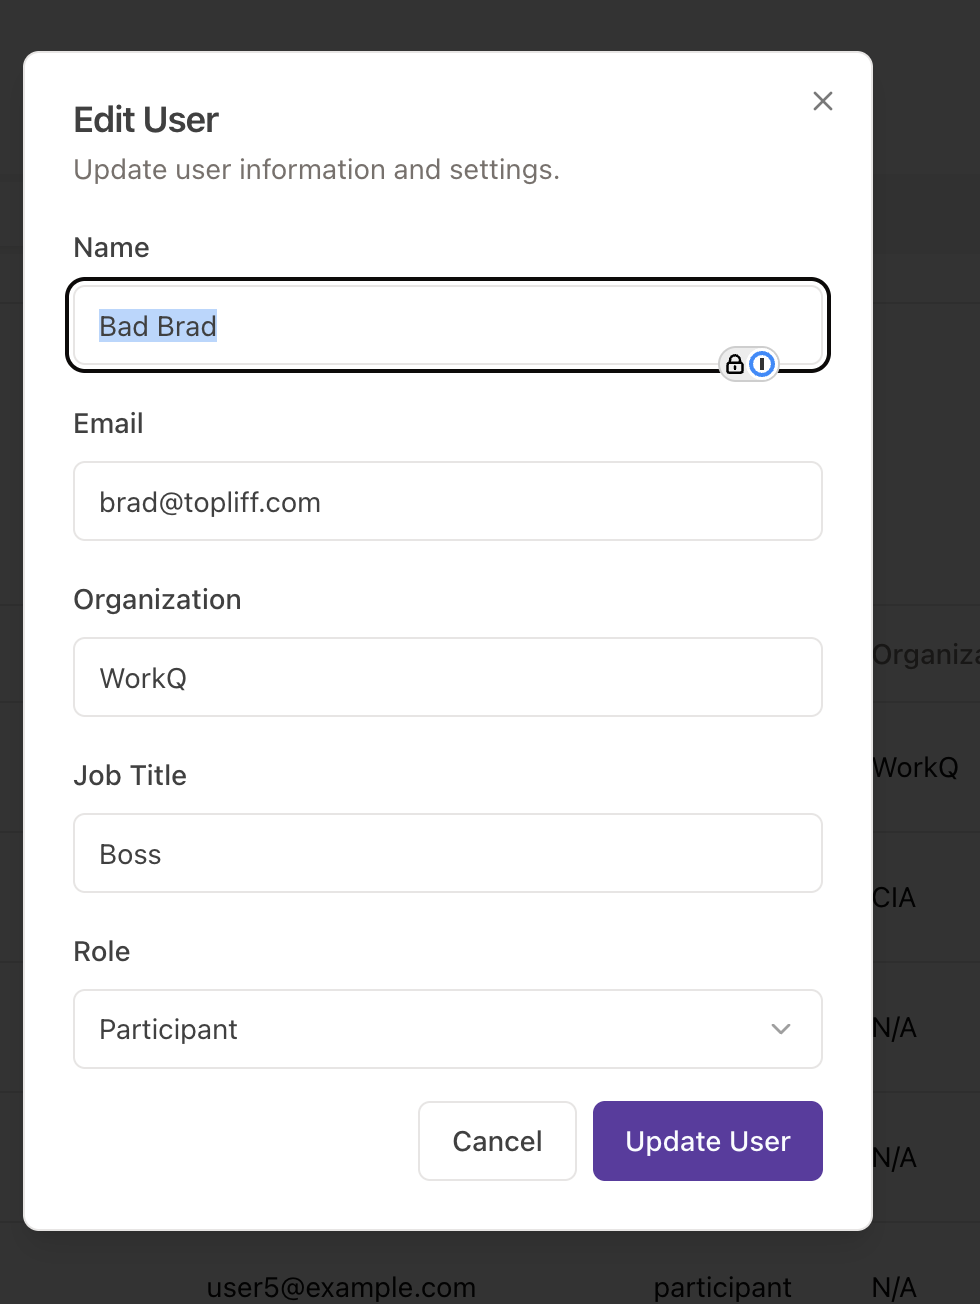 Edit User
Update user information and settings.
Name
Bad Brad
Email
brad@topliff.com
Organization
WorkQ
Job Title
Boss
Role
Participant
Cancel
Update User
Organiza
WorkQ
CIA
N/A
N/A
user5@example.com participant N/A